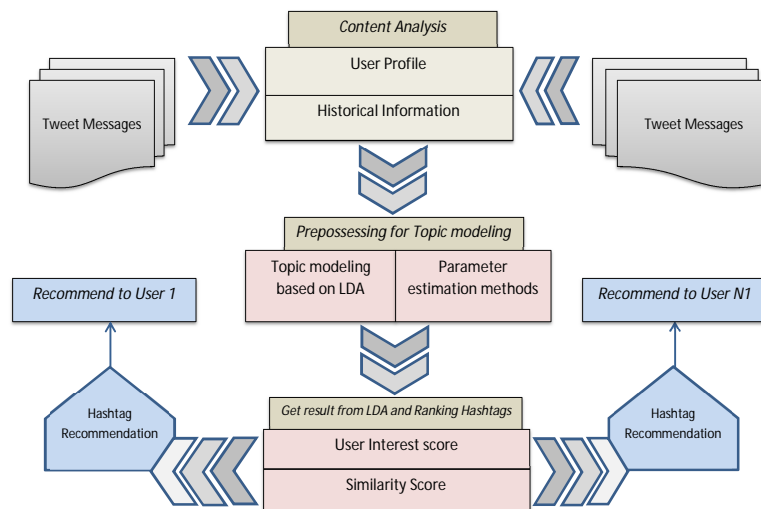 Content Analysis
User Profile
Historical Information
Tweet Messages
Tweet Messages
Prepossessing for Topic modeling
Topic modeling
based on LDA
Parameter
estimation methods
Recommend to User 1
Recommend to User N1
Hashtag
Recommendation
Get result from LDA and Ranking Hashtags
User Interest score
Similarity Score
Hashtag
Recommendation